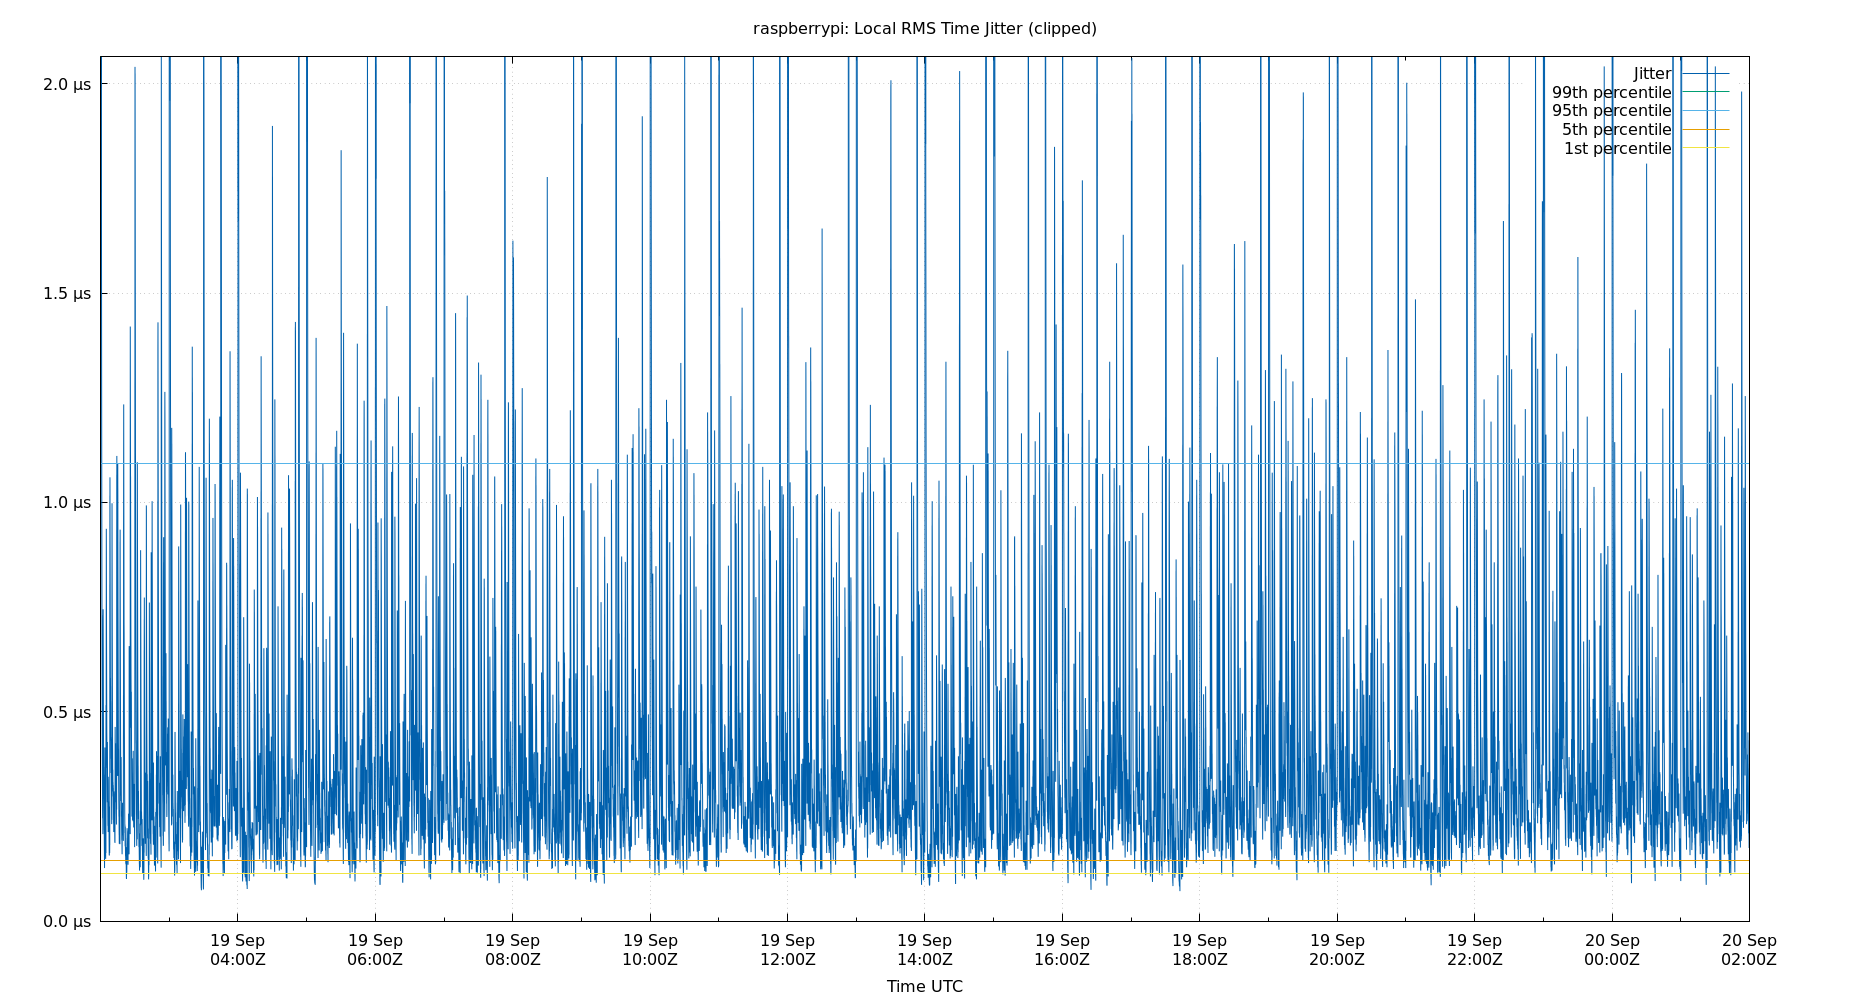 raspberrypi: Local RMS Time Jitter (clipped)
2.0 μs
1.5 μs
1.0 μs
0.5 μs
0.0 μs
Jitter
99th percentile
95th percentile
5th percentile
1st percentile
19 Sep 19 Sep 19 Sep 19 Sep 19 Sep 19 Sep 19 Sep 19 Sep 19 Sep 19 Sep 20 Sep 20 Sep
04:00Z 06:00Z 08:00Z 10:00Z 12:00Z 14:00Z 16:00Z 18:00Z 20:00Z 22:00Z 00:00Z 02:00Z
Time UTC